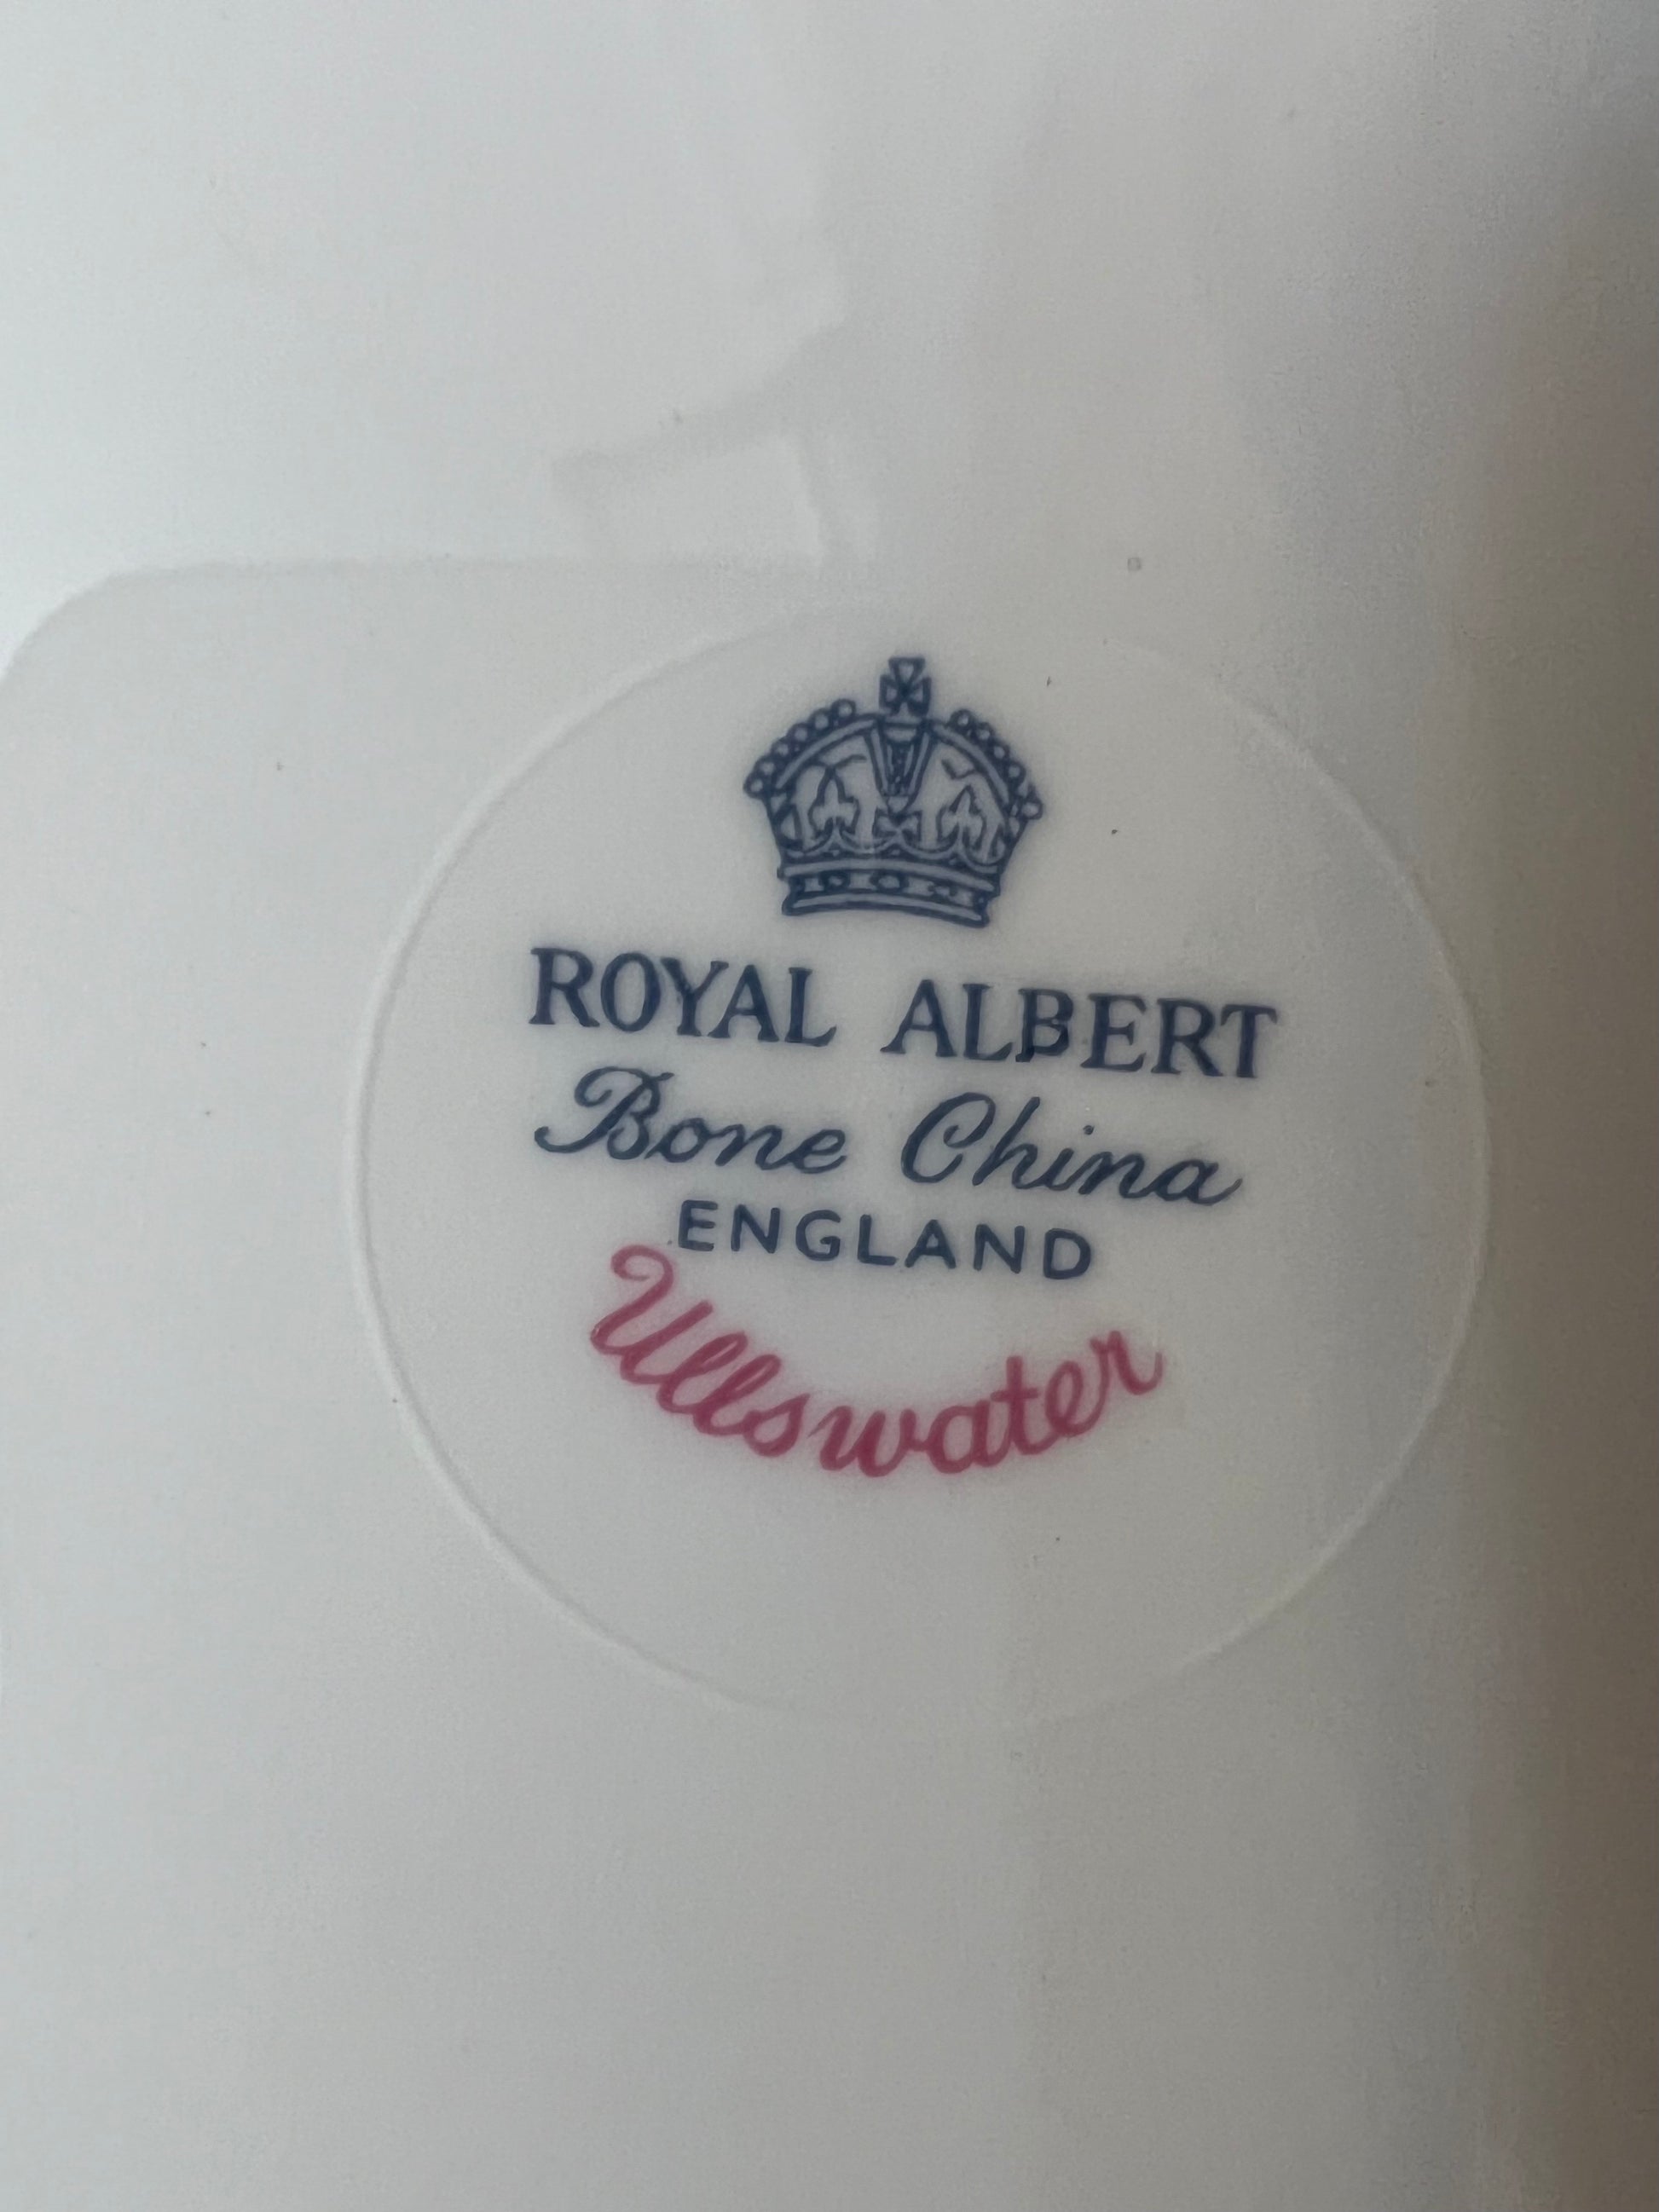 ROYAL ALBERT
Bone China
ENGLAND
Ullswater